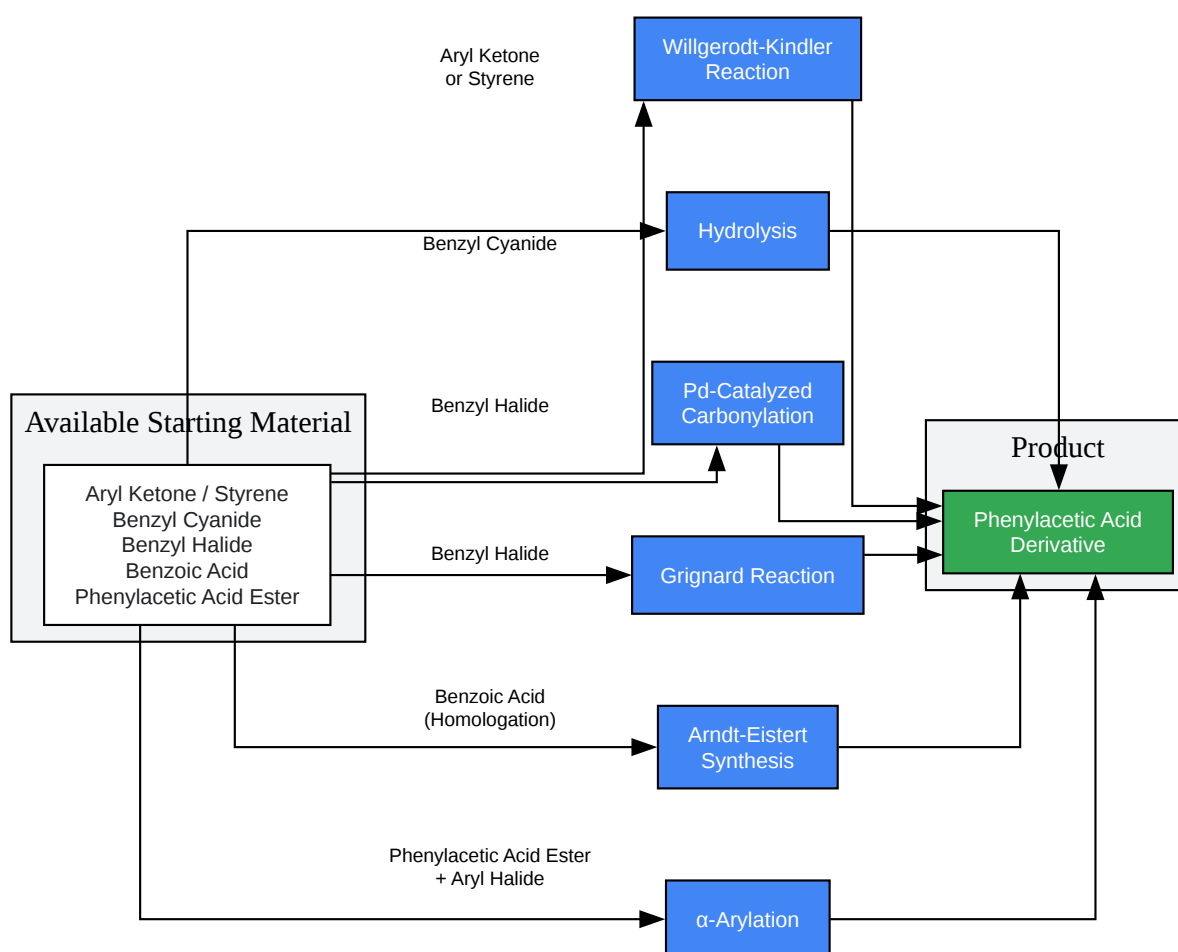 Aryl Ketone
or Styrene
Willgerodt-Kindler
Reaction
Benzyl Cyanide
Hydrolysis
Benzyl Halide
Pd-Catalyzed
Carbonylation
Available Starting Material
Aryl Ketone / Styrene
Benzyl Cyanide
Benzyl Halide
Benzoic Acid
Phenylacetic Acid Ester
Product
Phenylacetic Acid
Derivative
Benzyl Halide
Grignard Reaction
Benzoic Acid
(Homologation)
Arndt-Eistert
Synthesis
Phenylacetic Acid Ester
+ Aryl Halide
α-Arylation